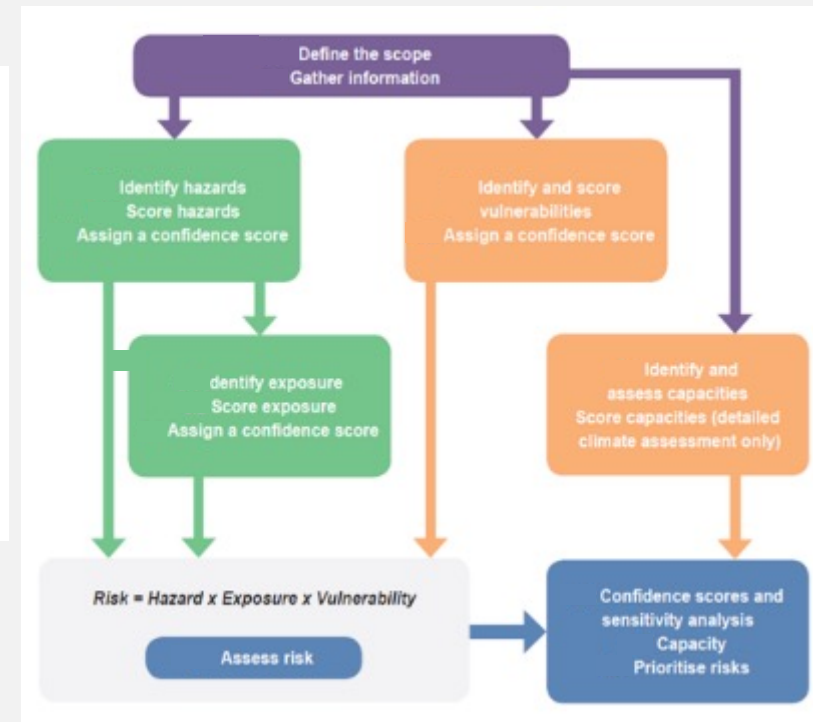 Define the scope
Gather information
Identify hazards
Score hazards
Assign a confidence score
Identify and score
vulnerabilities
Assign a confidence score
dentify exposure
Score exposure
Assign a confidence score
Identify and
assess capacities
Score capacities (detailed
climate assessment only)
Risk = Hazard x Exposure x Vulnerability
Assess risk
Confidence scores and
sensitivity analysis
Capacity
Prioritise risks